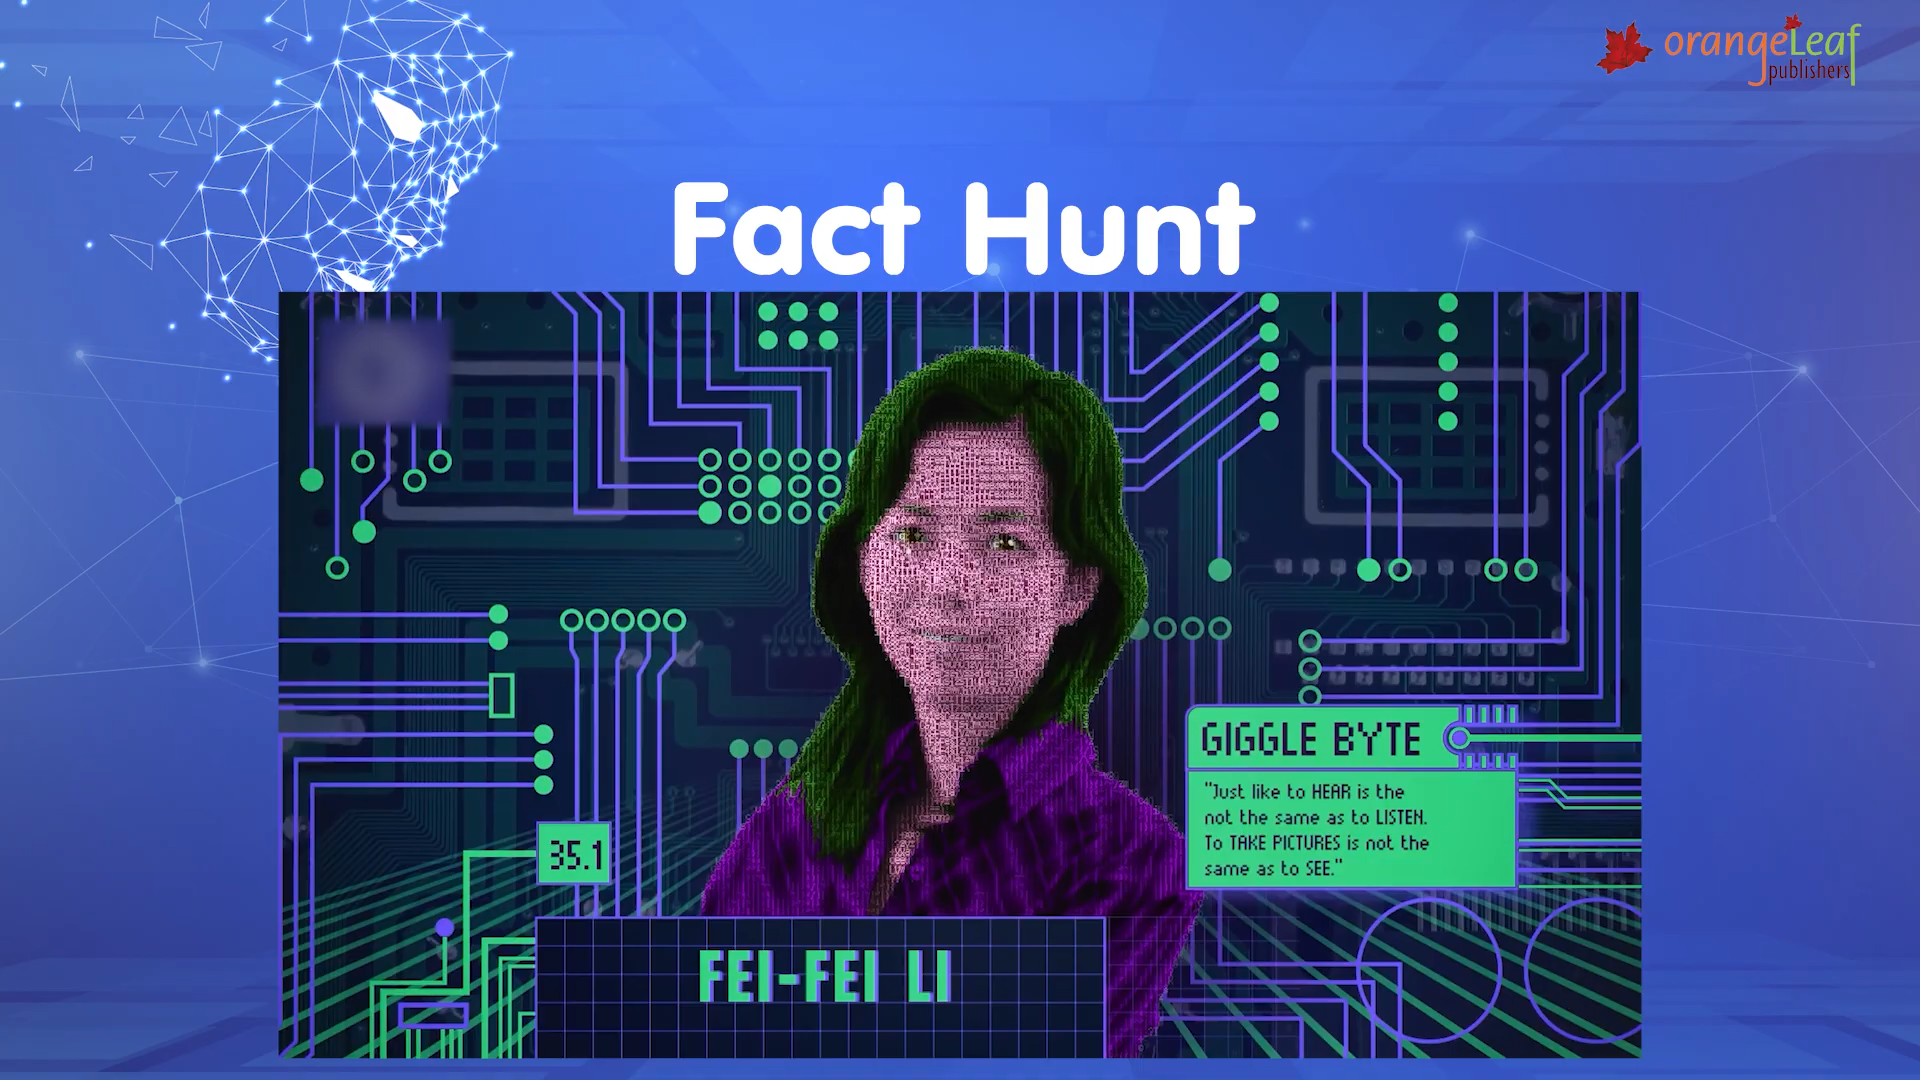 orangeLeaf
publishers
Fact Hunt
GIGGLE BYTE
"Just like to HEAR is the
not the same as to LISTEN.
To TAKE PICTURES is not the
same as to SEE."
35.1
FEI-FEI LI